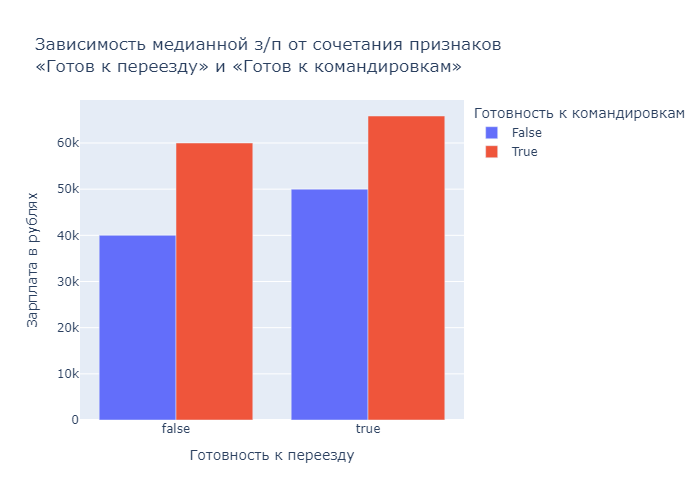 Зависимость медианной з/п от сочетания признаков
«Готов к переезду» и «Готов к командировкам»
Готовность к командировкам
False
True
60k
50k
40k
30k
20k
10k
0
Зарплата в рублях
false
true
Готовность к переезду